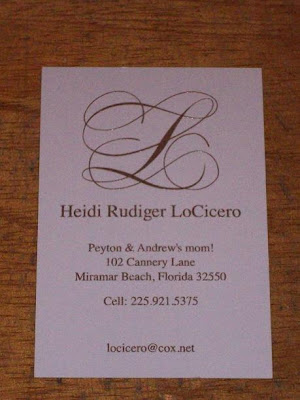 L
Heidi Rudiger LoCicero
Peyton & Andrew's mom!
102 Cannery Lane
Miramar Beach, Florida 32550
Cell: 225.921.5375
locicero@cox.net